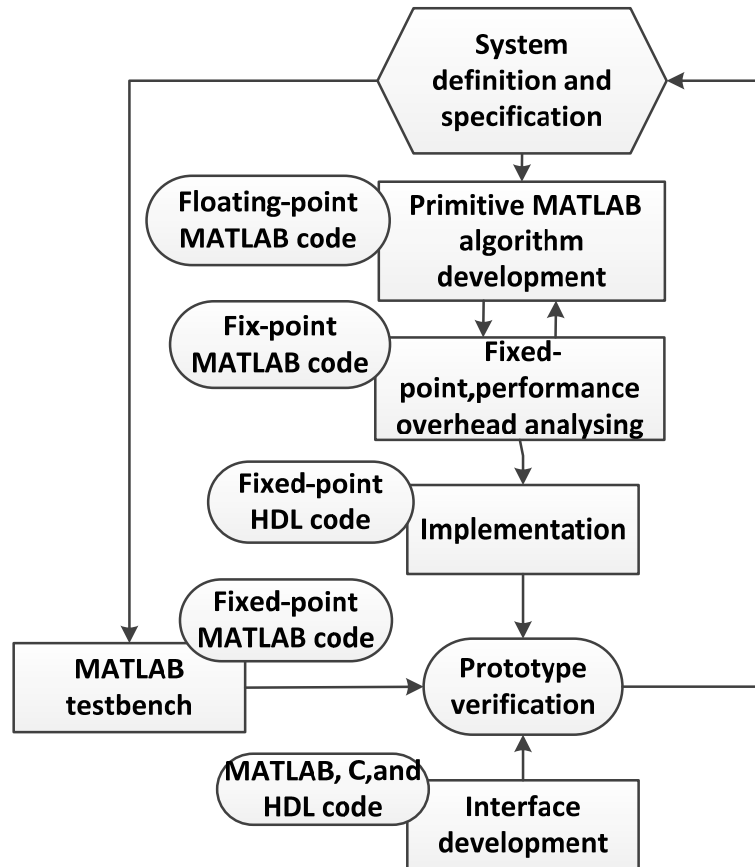 System
definition and
specification
Floating-point
MATLAB code
Primitive MATLAB
algorithm
development
Fix-point
MATLAB code
Fixed-
point,performance
overhead analysing
Fixed-point
HDL code
Implementation
Fixed-point
MATLAB code
MATLAB
testbench
Prototype
verification
MATLAB, C,and
HDL code
Interface
development